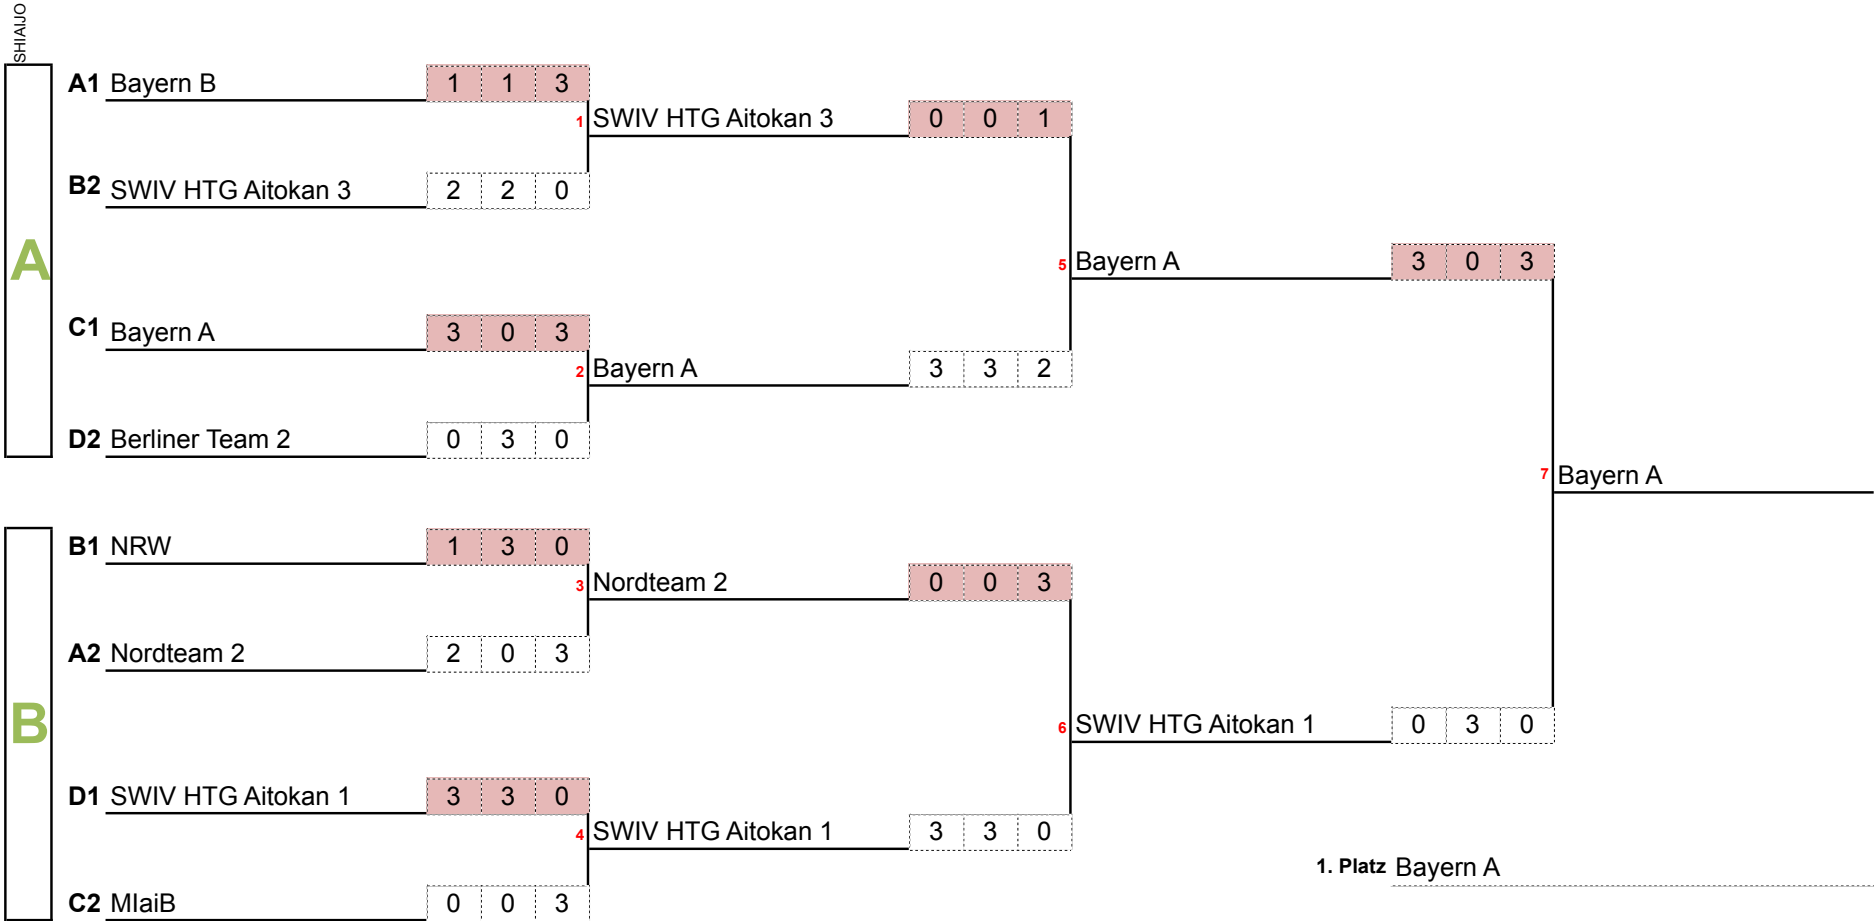 SHIAIJO
A1 Bayern B 1 1 3
1 SWIV HTG Aitokan 3 0 0 1
B2 SWIV HTG Aitokan 3 2 2 0
A
5 Bayern A 3 0 3
C1 Bayern A 3 0 3
2 Bayern A 3 3 2
D2 Berliner Team 2 0 3 0
7 Bayern A
B1 NRW 1 3 0
3 Nordteam 2 0 0 3
A2 Nordteam 2 2 0 3
B
6 SWIV HTG Aitokan 1 0 3 0
D1 SWIV HTG Aitokan 1 3 3 0
4 SWIV HTG Aitokan 1 3 3 0
1. Platz Bayern A
C2 MlaiB 0 0 3